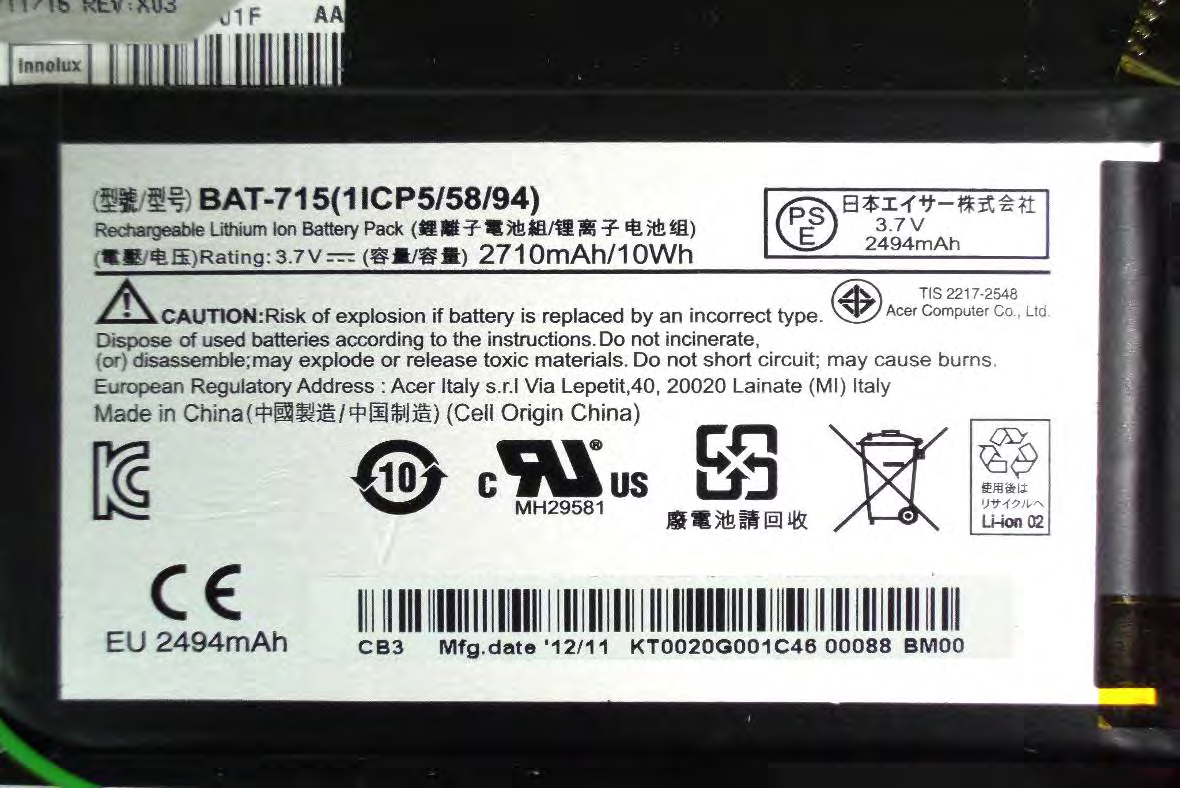 REV:X03
01F AA
Innolux
(型號/型号) BAT-715(1ICP5/58/94)
Rechargeable Lithium Ion Battery Pack (鋰離子電池組/锂离子电池组)
(電壓/电压)Rating: 3.7V (容量/容量) 2710mAh/10Wh
PS
E
日本エイサー株式会社
3.7V
2494mAh
CAUTION:Risk of explosion if battery is replaced by an incorrect type.
TIS 2217-2548
Acer Computer Co., Ltd.
Dispose of used batteries according to the instructions. Do not incinerate,
(or) disassemble;may explode or release toxic materials. Do not short circuit; may cause burns.
European Regulatory Address : Acer Italy s.r.l Via Lepetit,40, 20020 Lainate (MI) Italy
Made in China(中國製造/中国制造) (Cell Origin China)
10
c RU® US
MH29581
廢電池請回收
使用後は
リサイクルへ
Li-ion 02
CE
EU 2494mAh
CB3 Mfg.date '12/11 KT0020G001C46 00088 BM00